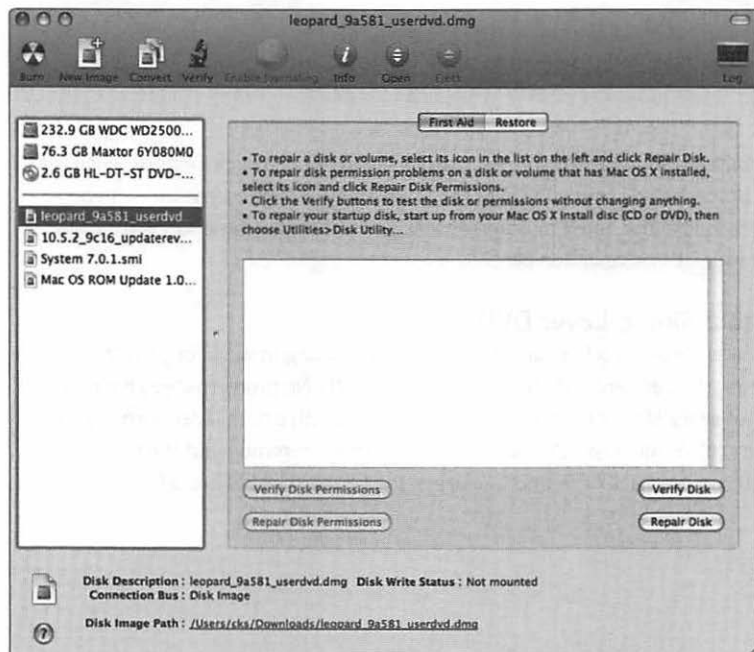 leopard_9a581_userdvd.dmg
Burn New Image Convert Verify Enable Journaling Info Open Eject Log
232.9 GB WDC WD2500...
76.3 GB Maxtor 6Y080M0
2.6 GB HL-DT-ST DVD-...
leopard_9a581_userdvd
10.5.2_9c16_updaterev...
System 7.0.1.smi
Mac OS ROM Update 1.0...
First Aid Restore
• To repair a disk or volume, select its icon in the list on the left and click Repair Disk.
• To repair disk permission problems on a disk or volume that has Mac OS X installed,
select its icon and click Repair Disk Permissions.
• Click the Verify buttons to test the disk or permissions without changing anything.
• To repair your startup disk, start up from your Mac OS X Install disc (CD or DVD), then
choose Utilities>Disk Utility...
Verify Disk Permissions Verify Disk
Repair Disk Permissions Repair Disk
Disk Description : leopard_9a581_userdvd.dmg Disk Write Status : Not mounted
Connection Bus : Disk Image
Disk Image Path : /Users/cks/Downloads/leopard_9a581_userdvd.dmg